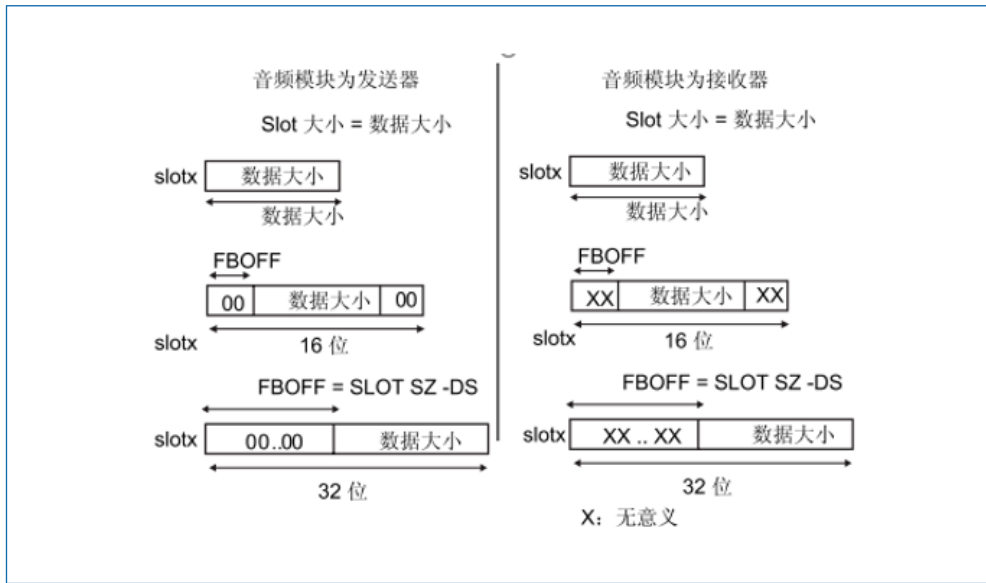 音频模块为发送器
Slot 大小 = 数据大小
slotx
数据大小
数据大小
FBOFF
00
数据大小
00
slotx
16 位
FBOFF = SLOT SZ -DS
slotx
00..00
数据大小
32 位
音频模块为接收器
Slot 大小 = 数据大小
slotx
数据大小
数据大小
FBOFF
XX
数据大小
XX
slotx
16 位
FBOFF = SLOT SZ -DS
slotx
XX .. XX
数据大小
32 位
X：无意义